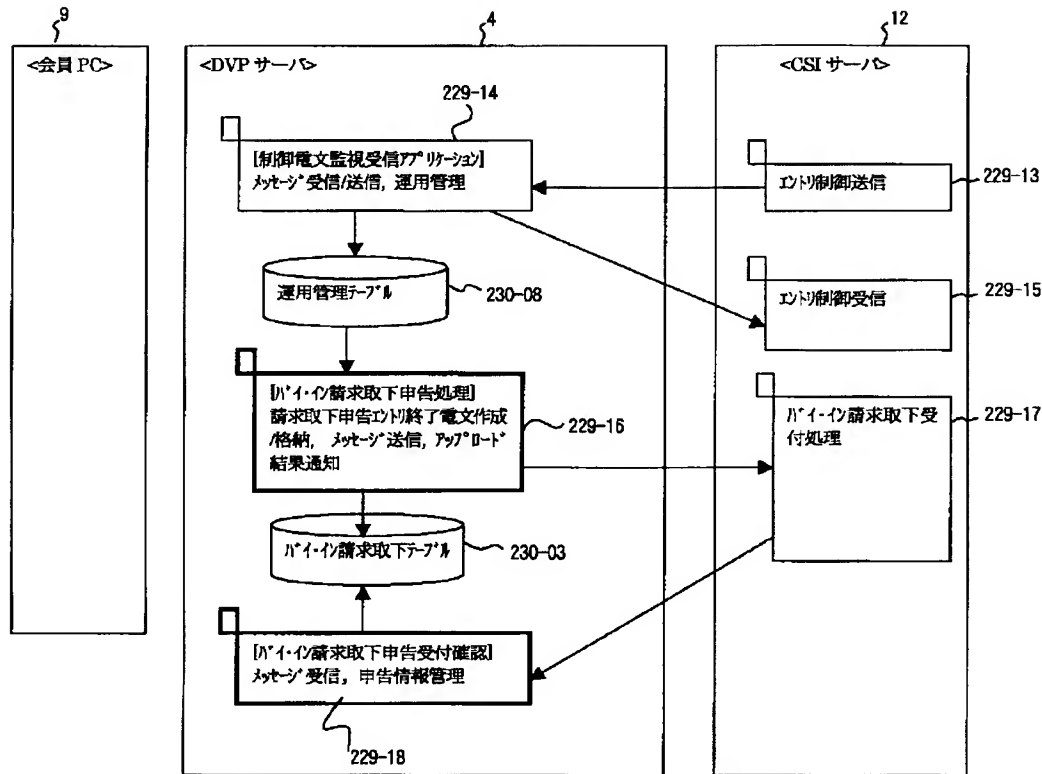 9
4
12
<会員 PC>
<DVP サーバ>
<CSI サーバ>
229-14
[制御電文監視受信アプリケーション]
メッセージ受信/送信, 運用管理
エントリ制御送信
229-13
運用管理テーブル
230-08
エントリ制御受信
229-15
[バイ・イン請求取下申告処理]
請求取下申告エントリ終了電文作成
/格納, メッセージ送信, アップロード
結果通知
229-16
バイ・イン請求取下受
付処理
229-17
バイ・イン請求取下テーブル
230-03
[バイ・イン請求取下申告受付確認]
メッセージ受信, 申告情報管理
229-18